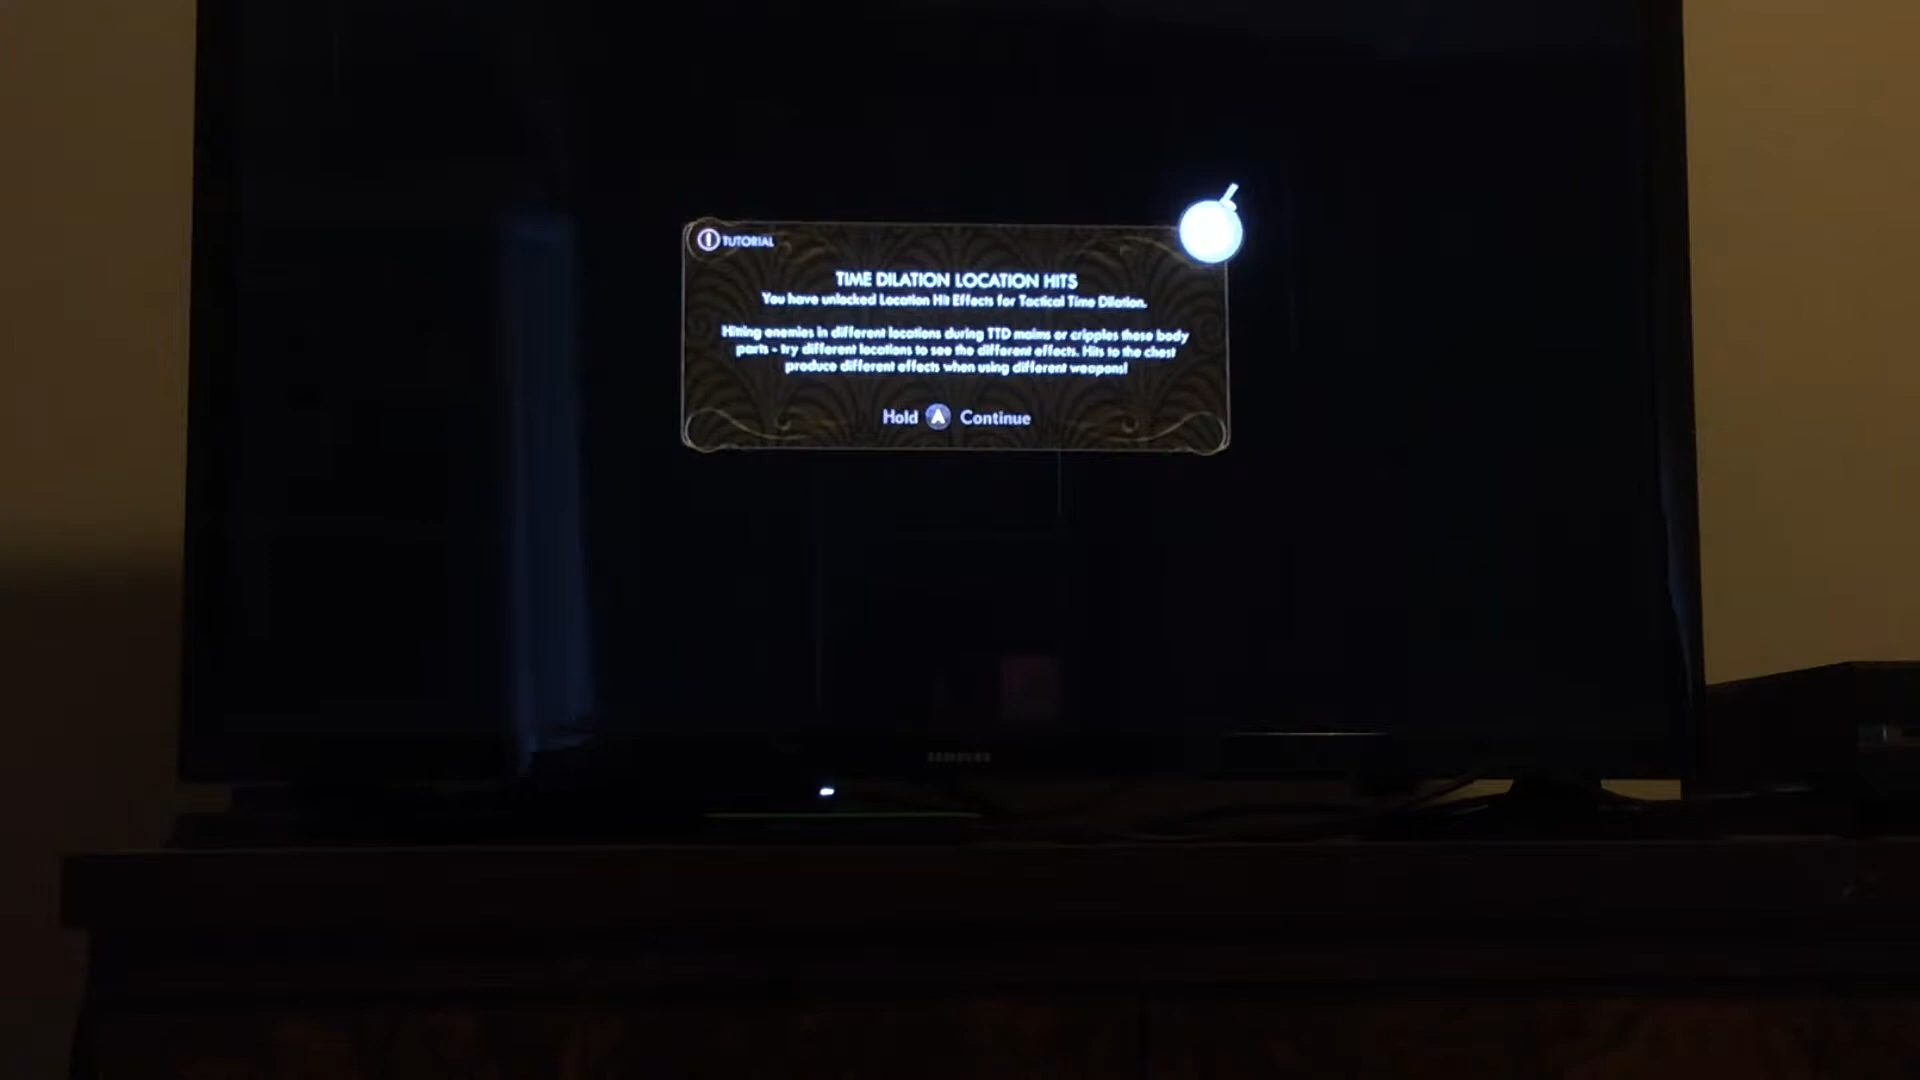 TUTORIAL
TIME DILATION LOCATION HITS
You have unlocked Location Hit Effects for Tactical Time Dilation.
Hitting enemies in different locations during TTD maims or cripples those body
parts - try different locations to see the different effects. Hits to the chest
produce different effects when using different weapons!
Hold A Continue
SAMSUNG